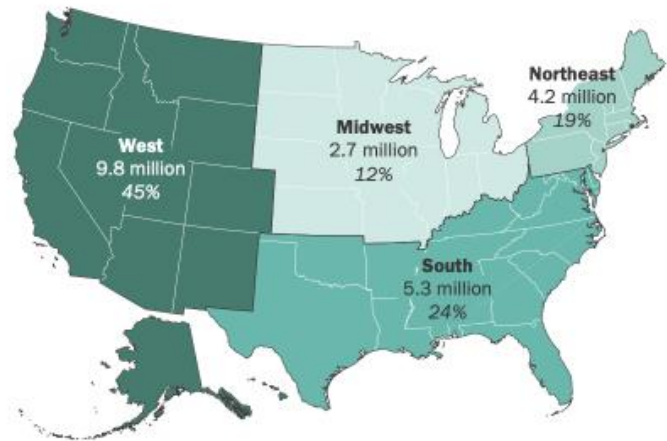 Northeast
4.2 million
19%
Midwest
2.7 million
12%
West
9.8 million
45%
South
5.3 million
24%